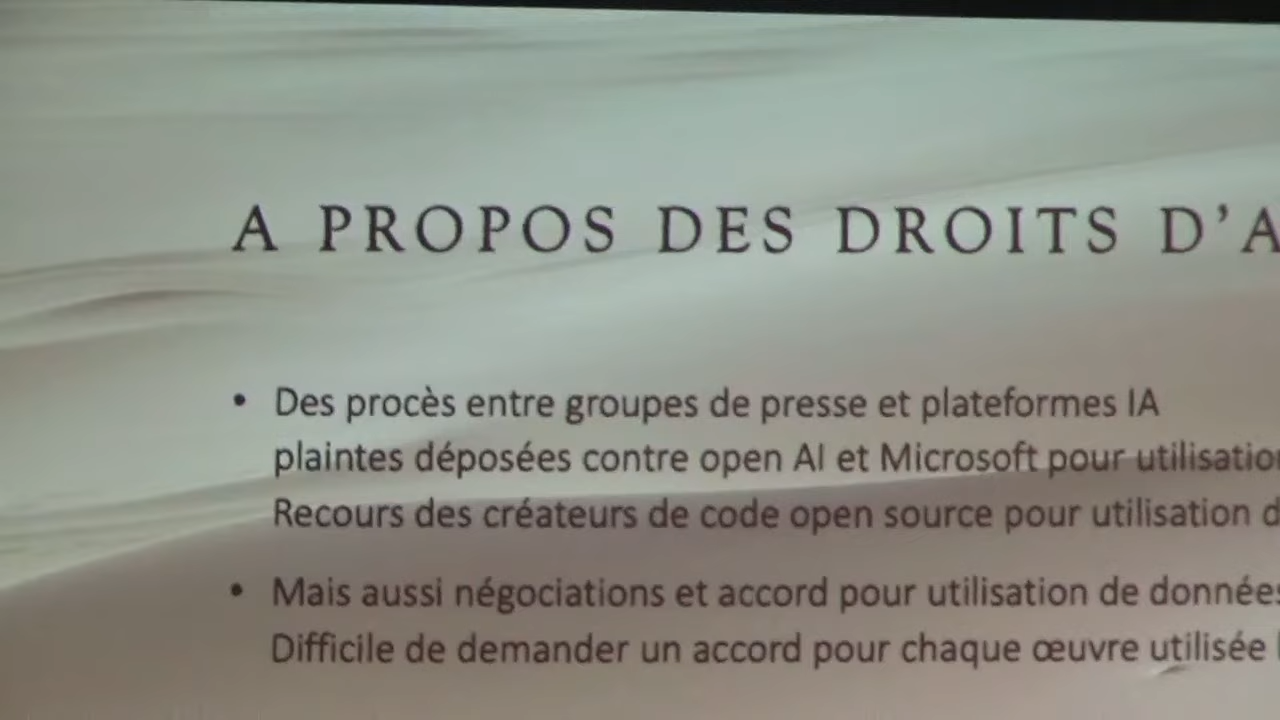 A PROPOS DES DROITS D'A
• Des procès entre groupes de presse et plateformes IA
plaintes déposées contre open AI et Microsoft pour utilisatio
Recours des créateurs de code open source pour utilisation d
• Mais aussi négociations et accord pour utilisation de données
Difficile de demander un accord pour chaque œuvre utilisée